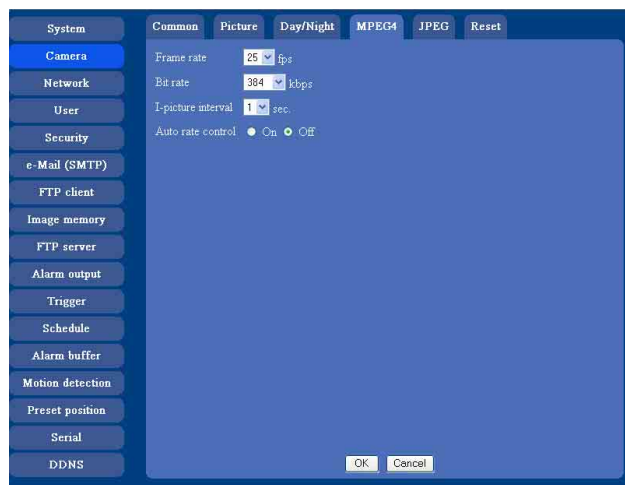 System
Camera
Network
User
Security
e-Mail (SMTP)
FTP client
Image memory
FTP server
Alarm output
Trigger
Schedule
Alarm buffer
Motion detection
Preset position
Serial
DDNS
Common Picture Day/Night MPEG4 JPEG Reset
Frame rate 25 fps
Bit rate 384 kbps
I-picture interval 1 sec.
Auto rate control On Off
OK Cancel